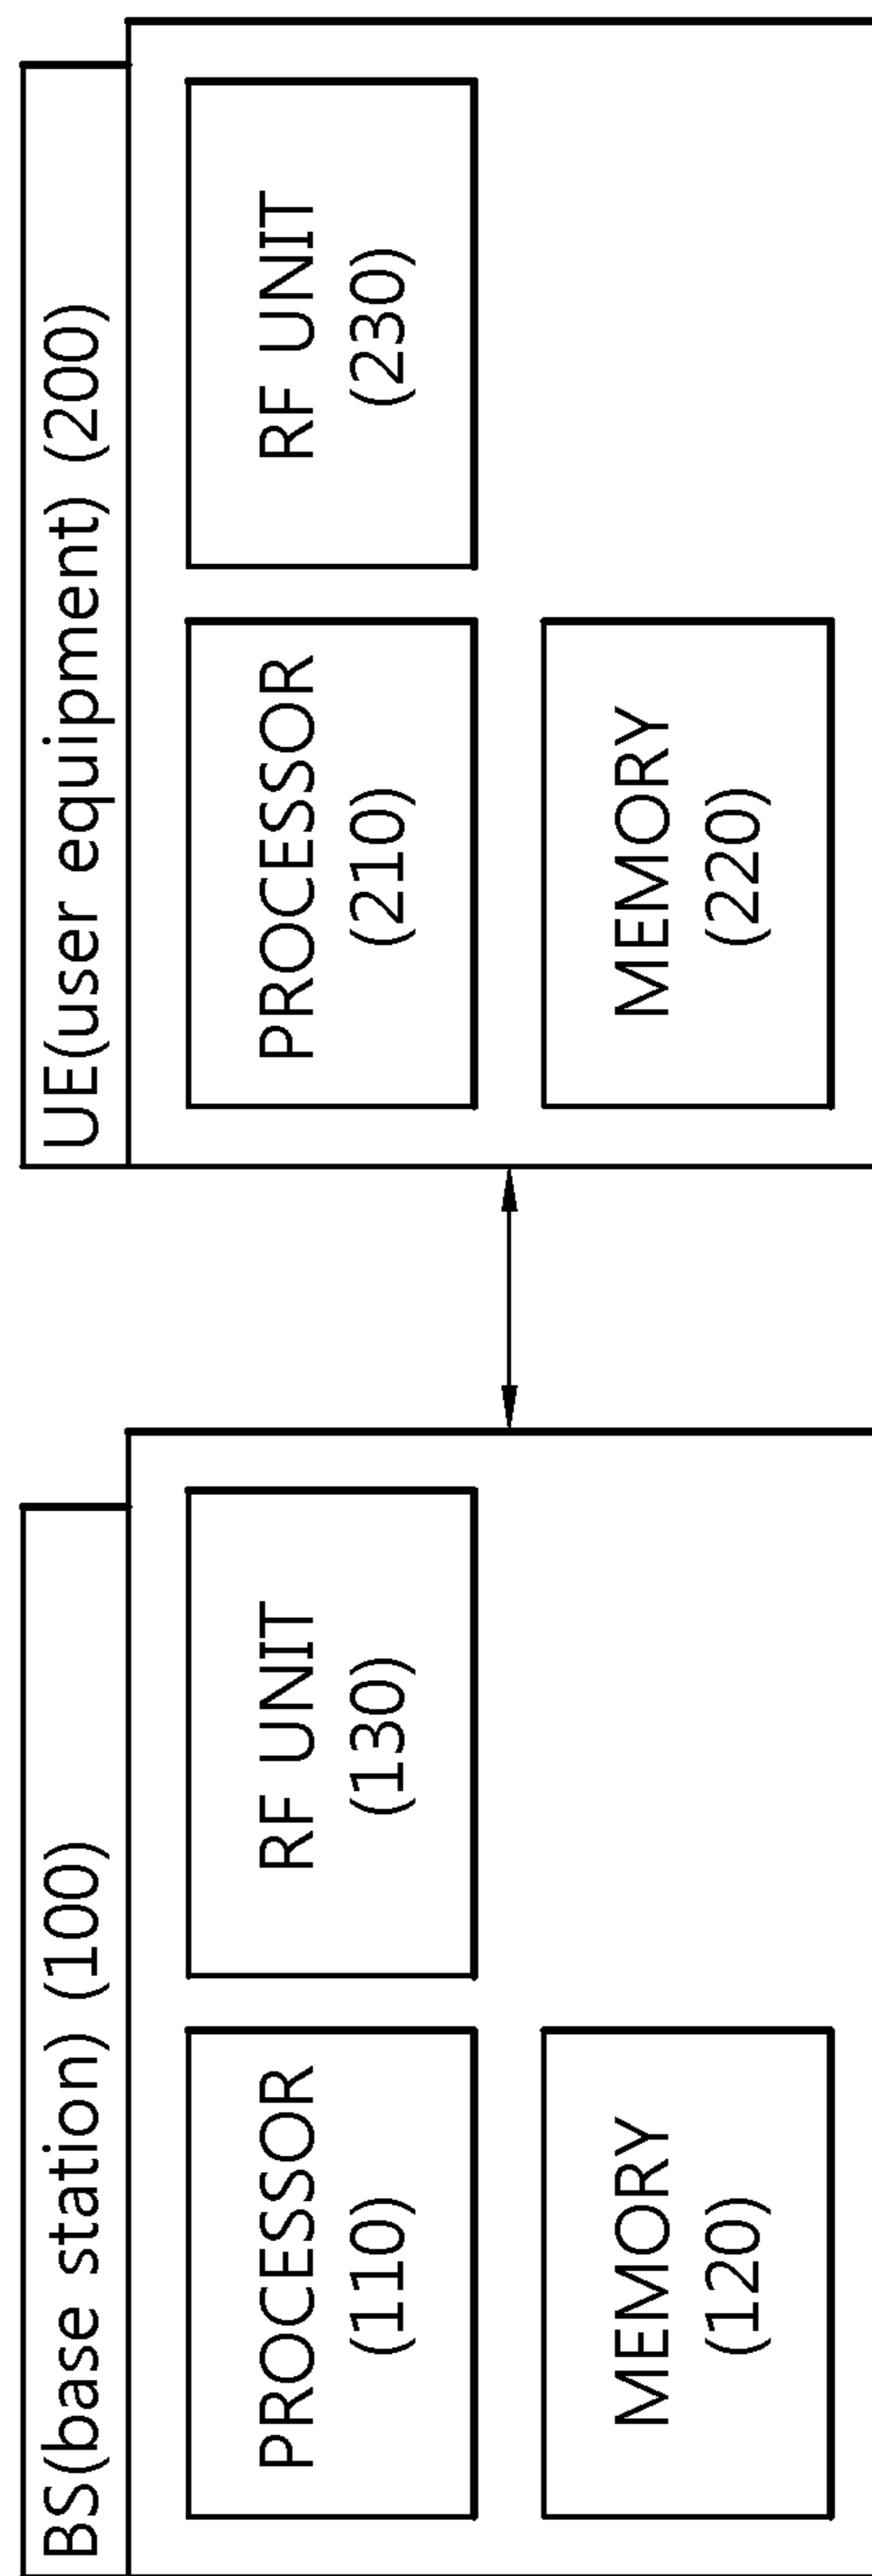 BS(base station) (100)
PROCESSOR
(110)
RF UNIT
(130)
MEMORY
(120)
UE(user equipment) (200)
PROCESSOR
(210)
RF UNIT
(230)
MEMORY
(220)